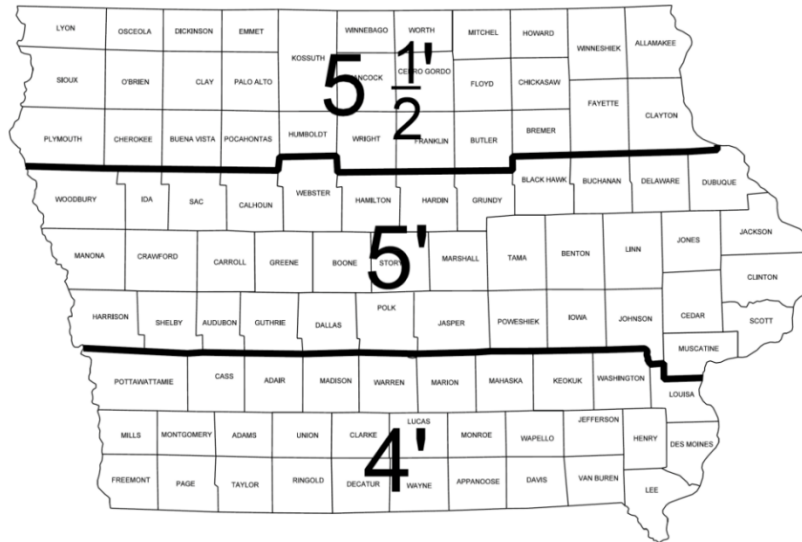 LYON OSCEOLA DICKINSON EMMET WINNEBAGO WORTH MITCHEL HOWARD
KOSSUTH WINNESHIEK ALLAMAKEE
SIOUX O'BRIEN CLAY PALO ALTO HANCOCK CERRO GORDO FLOYD CHICKASAW
5 1/2'
FAYETTE CLAYTON
PLYMOUTH CHEROKEE BUENA VISTA POCAHONTAS HUMBOLDT WRIGHT FRANKLIN BUTLER BREMER
WOODBURY IDA SAC CALHOUN WEBSTER HAMILTON HARDIN GRUNDY BLACK HAWK BUCHANAN DELAWARE DUBUQUE
MANONA CRAWFORD CARROLL GREENE BOONE STORY MARSHALL TAMA BENTON LINN JONES JACKSON
5'
CLINTON
HARRISON SHELBY AUDUBON GUTHRIE DALLAS POLK JASPER POWESHIEK IOWA JOHNSON CEDAR SCOTT
MUSCATINE
POTTAWATTAMIE CASS ADAIR MADISON WARREN MARION MAHASKA KEOKUK WASHINGTON LOUISA
MILLS MONTGOMERY ADAMS UNION CLARKE LUCAS MONROE WAPELLO JEFFERSON HENRY DES MOINES
4'
FREEMONT PAGE TAYLOR RINGOLD DECATUR WAYNE APPANOOSE DAVIS VAN BUREN LEE